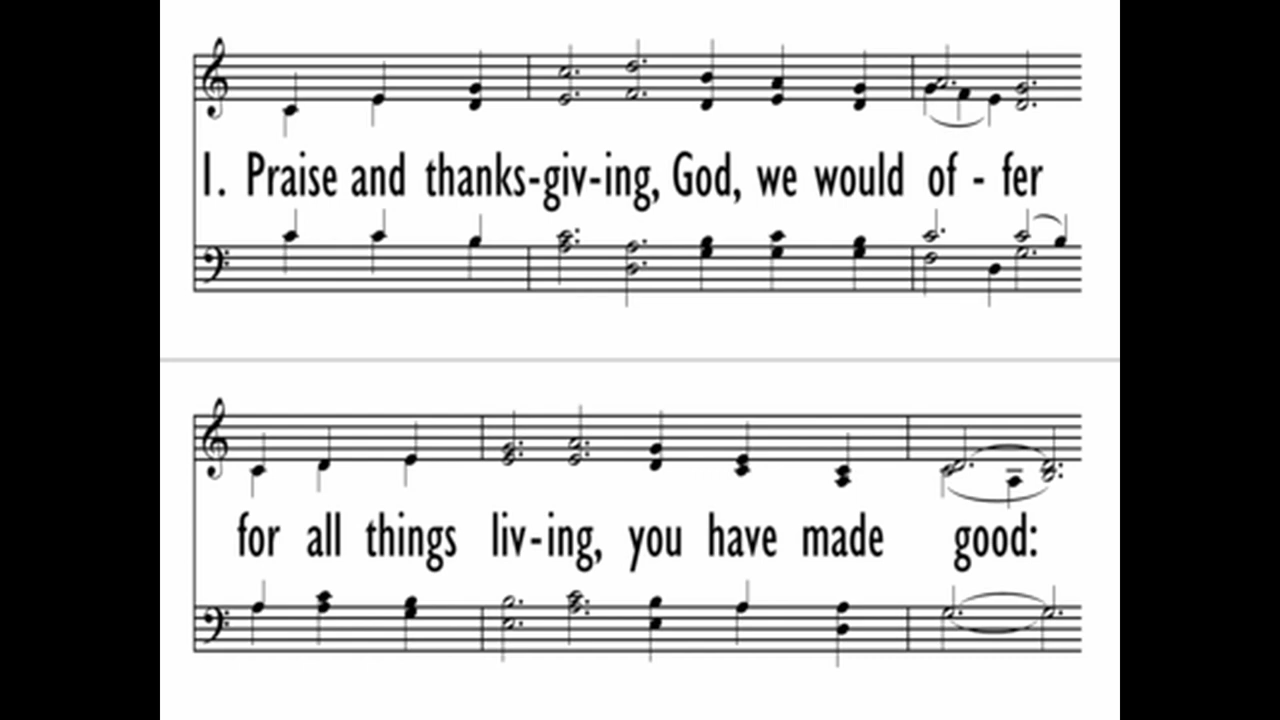 1. Praise and thanks-giv-ing, God, we would of - fer
for all things liv-ing, you have made good: